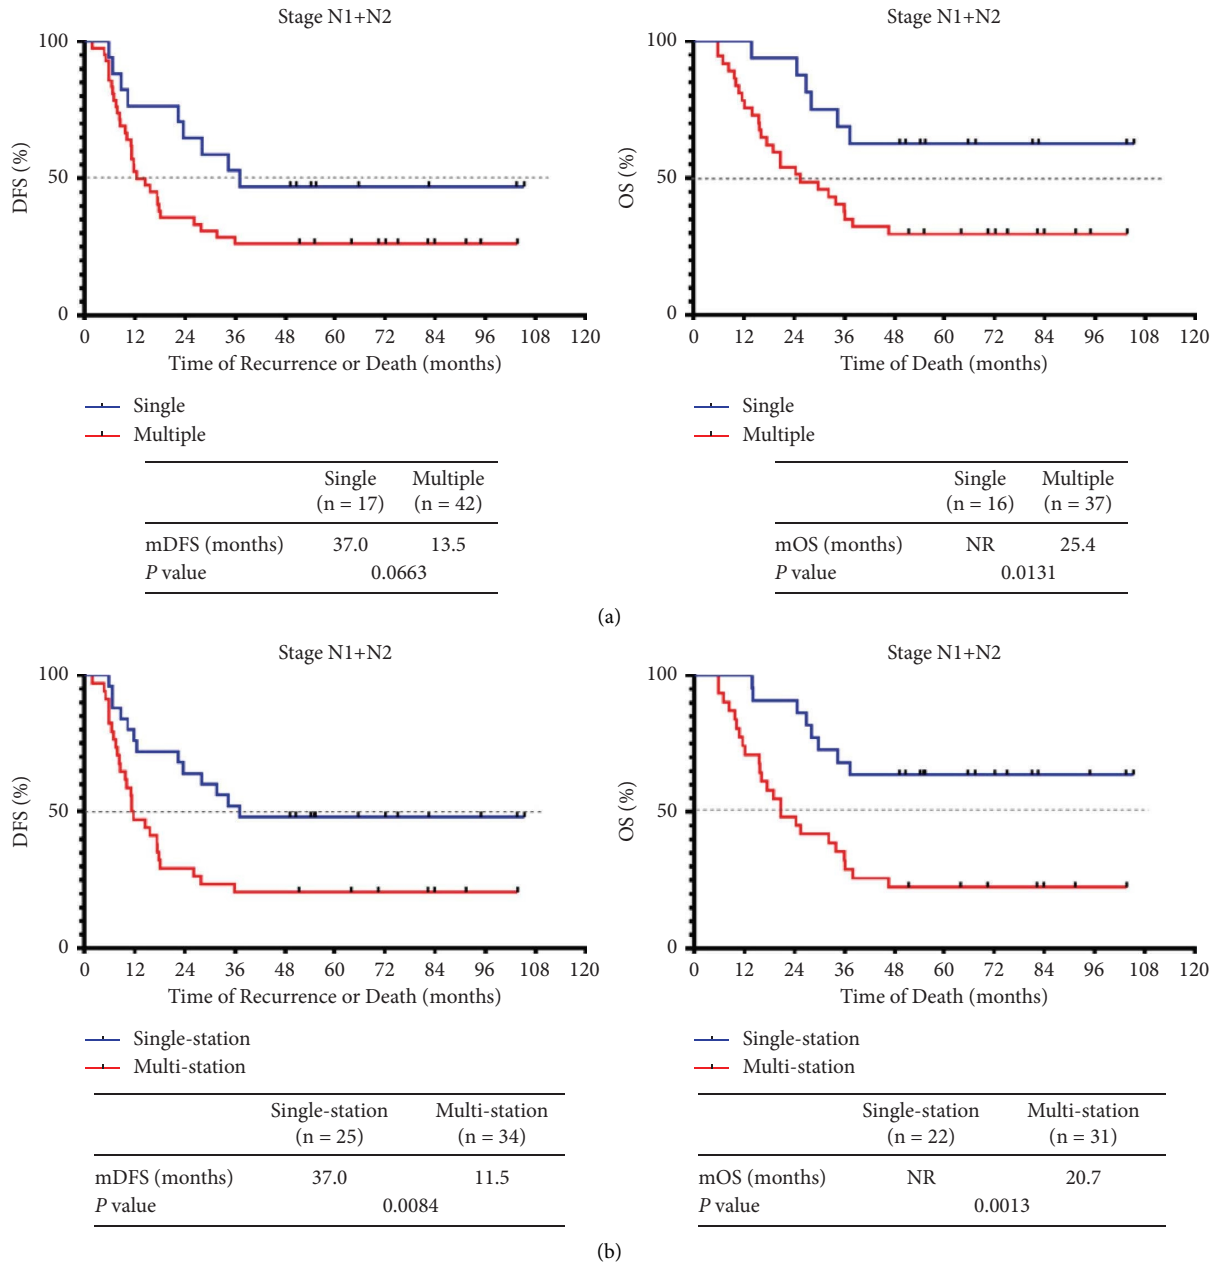 Stage N1+N2
100
50
0
DFS (%)
0 12 24 36 48 60 72 84 96 108 120
Time of Recurrence or Death (months)
Single
Multiple
Single Multiple
(n = 17) (n = 42)
mDFS (months) 37.0 13.5
P value 0.0663
Stage N1+N2
100
50
0
OS (%)
0 12 24 36 48 60 72 84 96 108 120
Time of Death (months)
Single
Multiple
Single Multiple
(n = 16) (n = 37)
mOS (months) NR 25.4
P value 0.0131
(a)
Stage N1+N2
100
50
0
DFS (%)
0 12 24 36 48 60 72 84 96 108 120
Time of Recurrence or Death (months)
Single-station
Multi-station
Single-station Multi-station
(n = 25) (n = 34)
mDFS (months) 37.0 11.5
P value 0.0084
Stage N1+N2
100
50
0
OS (%)
0 12 24 36 48 60 72 84 96 108 120
Time of Death (months)
Single-station
Multi-station
Single-station Multi-station
(n = 22) (n = 31)
mOS (months) NR 20.7
P value 0.0013
(b)